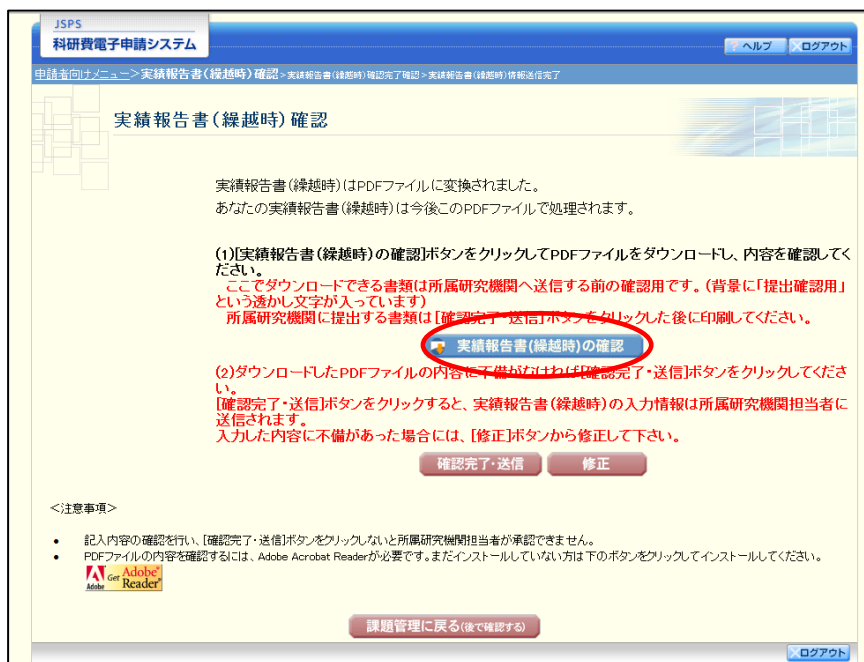 JSPS
科研費電子申請システム
? ヘルプ
ログアウト
申請者向けメニュー>実績報告書(繰越時)確認>実績報告書(繰越時)確認完了確認>実績報告書(繰越時)情報送信完了
実績報告書(繰越時)確認
実績報告書(繰越時)はPDFファイルに変換されました。
あなたの実績報告書(繰越時)は今後このPDFファイルで処理されます。
(1)[実績報告書(繰越時)の確認]ボタンをクリックしてPDFファイルをダウンロードし、内容を確認してく
ださい。
ここでダウンロードできる書類は所属研究機関へ送信する前の確認用です。(背景に「提出確認用」
という透かし文字が入っています)
所属研究機関に提出する書類は[確認完了・送信]ボタンをクリックした後に印刷してください。
実績報告書(繰越時)の確認
(2)ダウンロードしたPDFファイルの内容に不備がなければ[確認完了・送信]ボタンをクリックしてくださ
い。
[確認完了・送信]ボタンをクリックすると、実績報告書(繰越時)の入力情報は所属研究機関担当者に
送信されます。
入力した内容に不備があった場合には、[修正]ボタンから修正して下さい。
確認完了・送信
修正
<注意事項>
• 記入内容の確認を行い、[確認完了・送信]ボタンをクリックしないと所属研究機関担当者が承認できません。
• PDFファイルの内容を確認するには、Adobe Acrobat Readerが必要です。まだインストールしていない方は下のボタンをクリックしてインストールしてください。
Adobe Get Adobe® Reader®
課題管理に戻る(後で確認する)
ログアウト